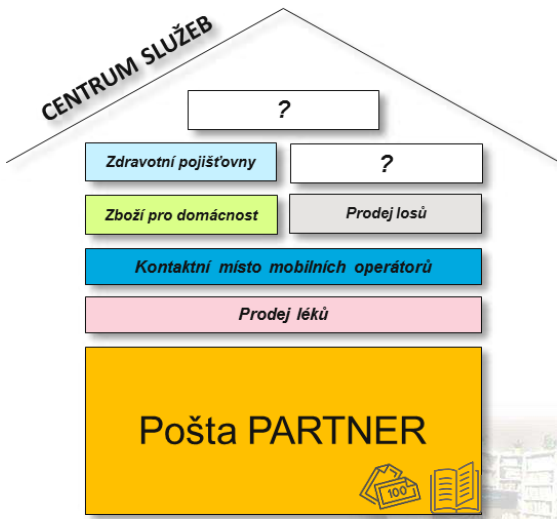 CENTRUM SLUŽEB
?
Zdravotní pojišťovny
?
Zboží pro domácnost
Prodej losů
Kontaktní místo mobilních operátorů
Prodej léků
Pošta PARTNER
100